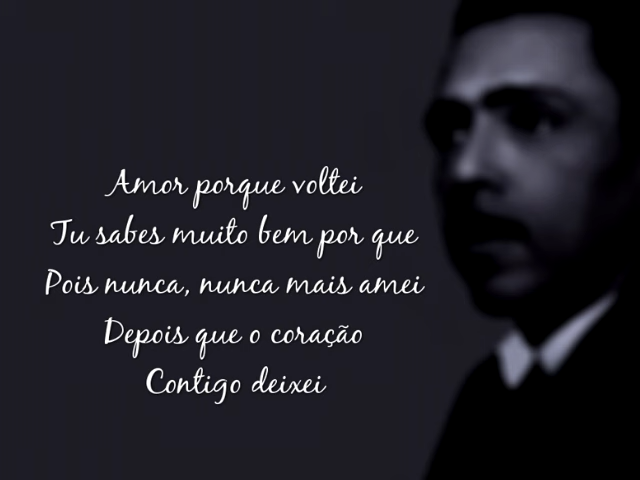 Amor porque voltei
Tu sabes muito bem por que
Pois nunca, nunca mais amei
Depois que o coração
Contigo deixei